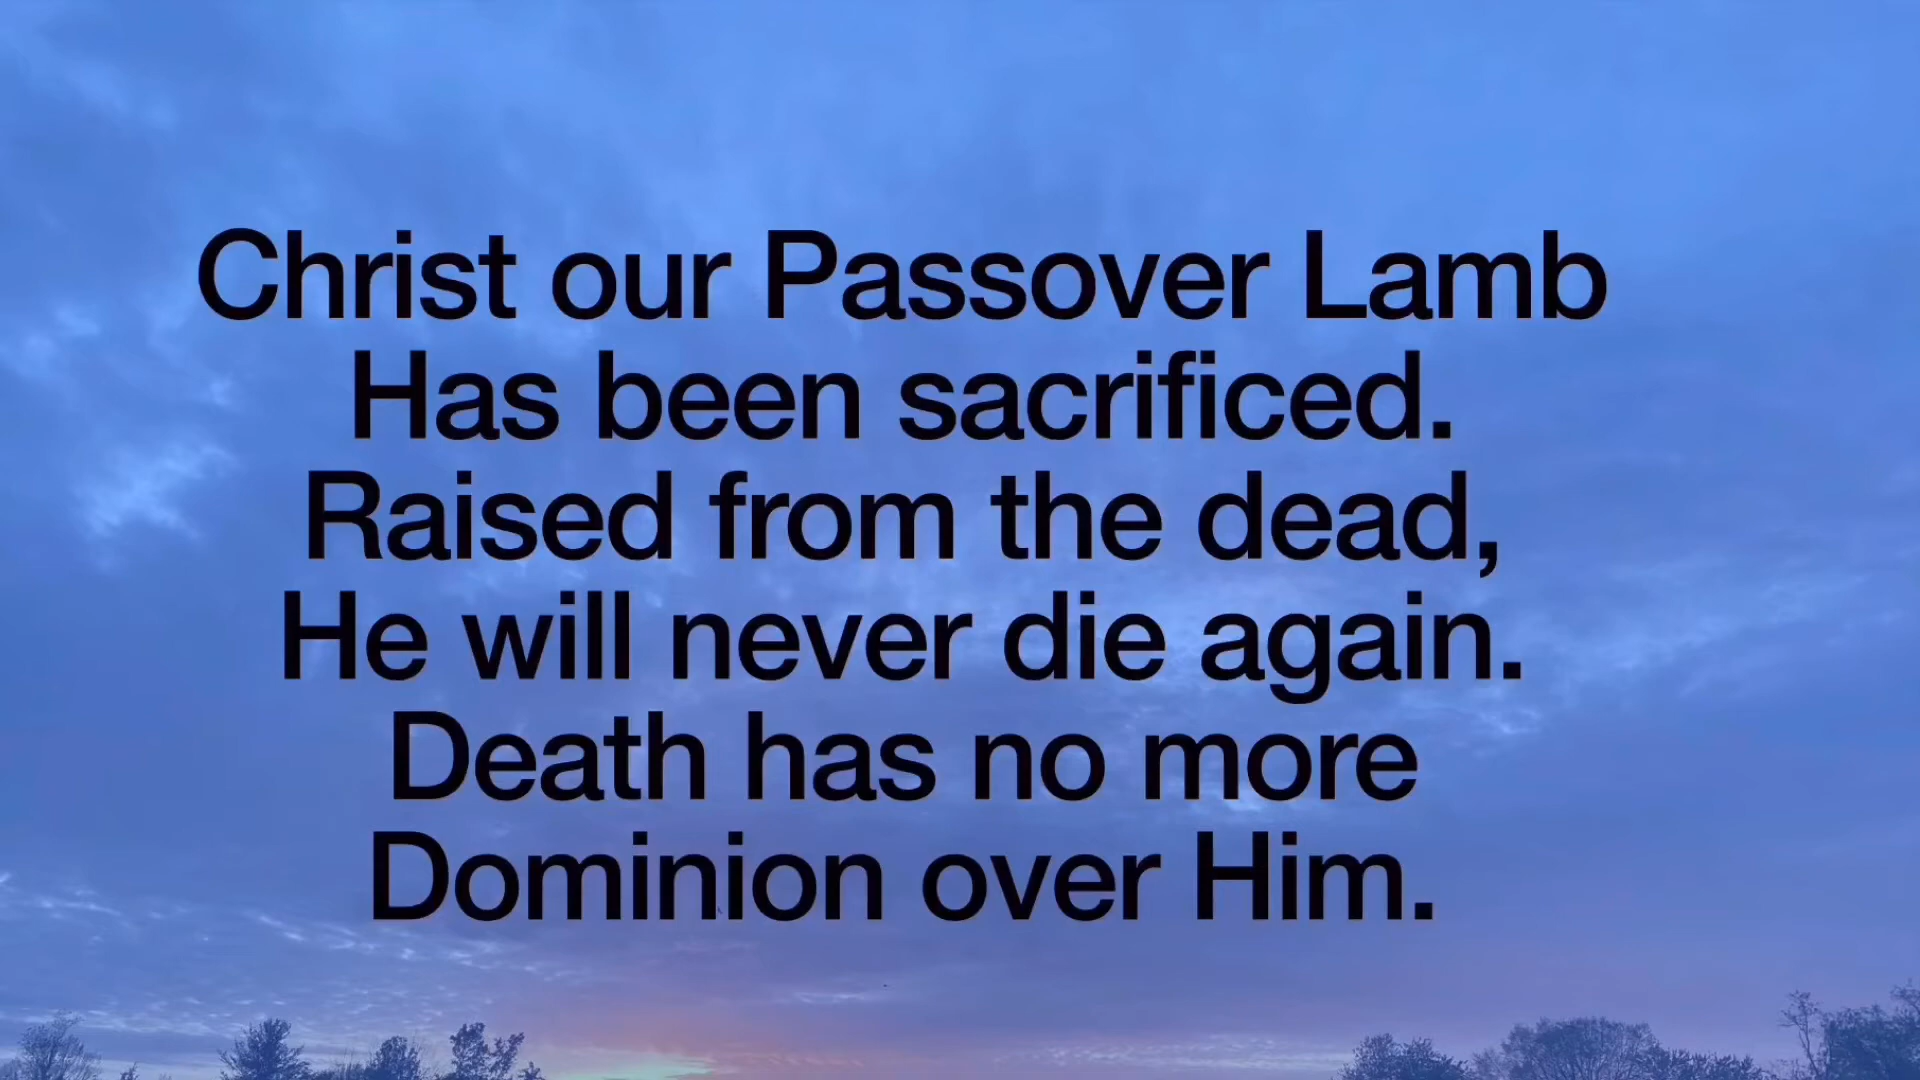 Christ our Passover Lamb
Has been sacrificed.
Raised from the dead,
He will never die again.
Death has no more
Dominion over Him.